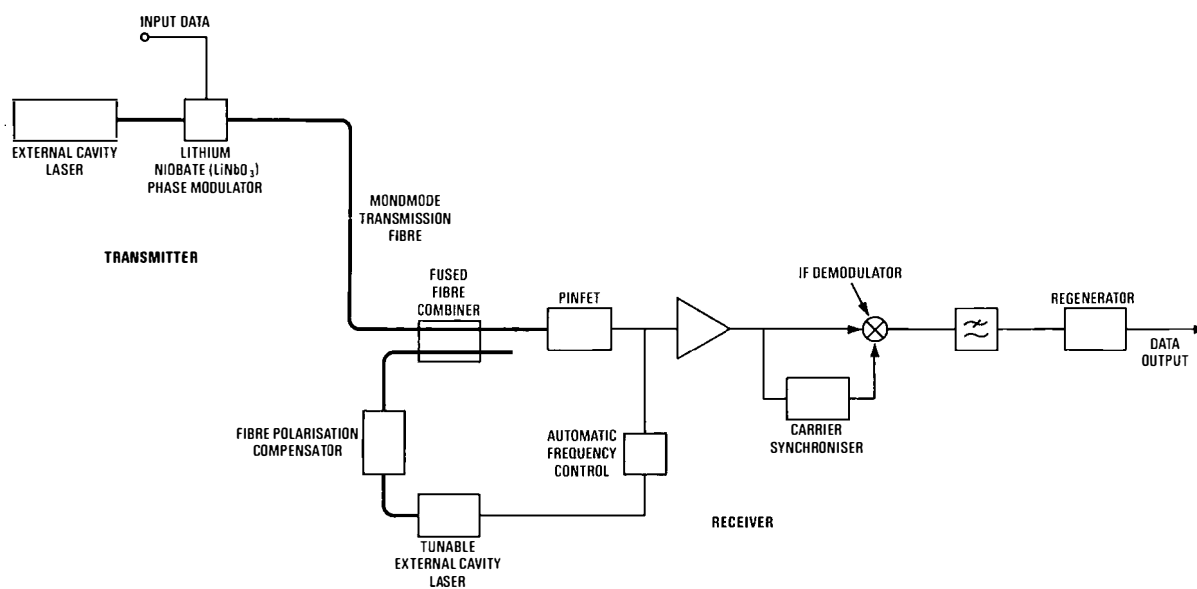 INPUT DATA
EXTERNAL CAVITY
LASER
LITHIUM
NIOBATE (LiNbO3)
PHASE MODULATOR
MONDMODE
TRANSMISSION
FIBRE
TRANSMITTER
FUSED
FIBRE
COMBINER
PINFET
IF DEMODULATOR
REGENERATOR
DATA
OUTPUT
FIBRE POLARISATION
COMPENSATOR
AUTOMATIC
FREQUENCY
CONTROL
CARRIER
SYNCHRONISER
RECEIVER
TUNABLE
EXTERNAL CAVITY
LASER